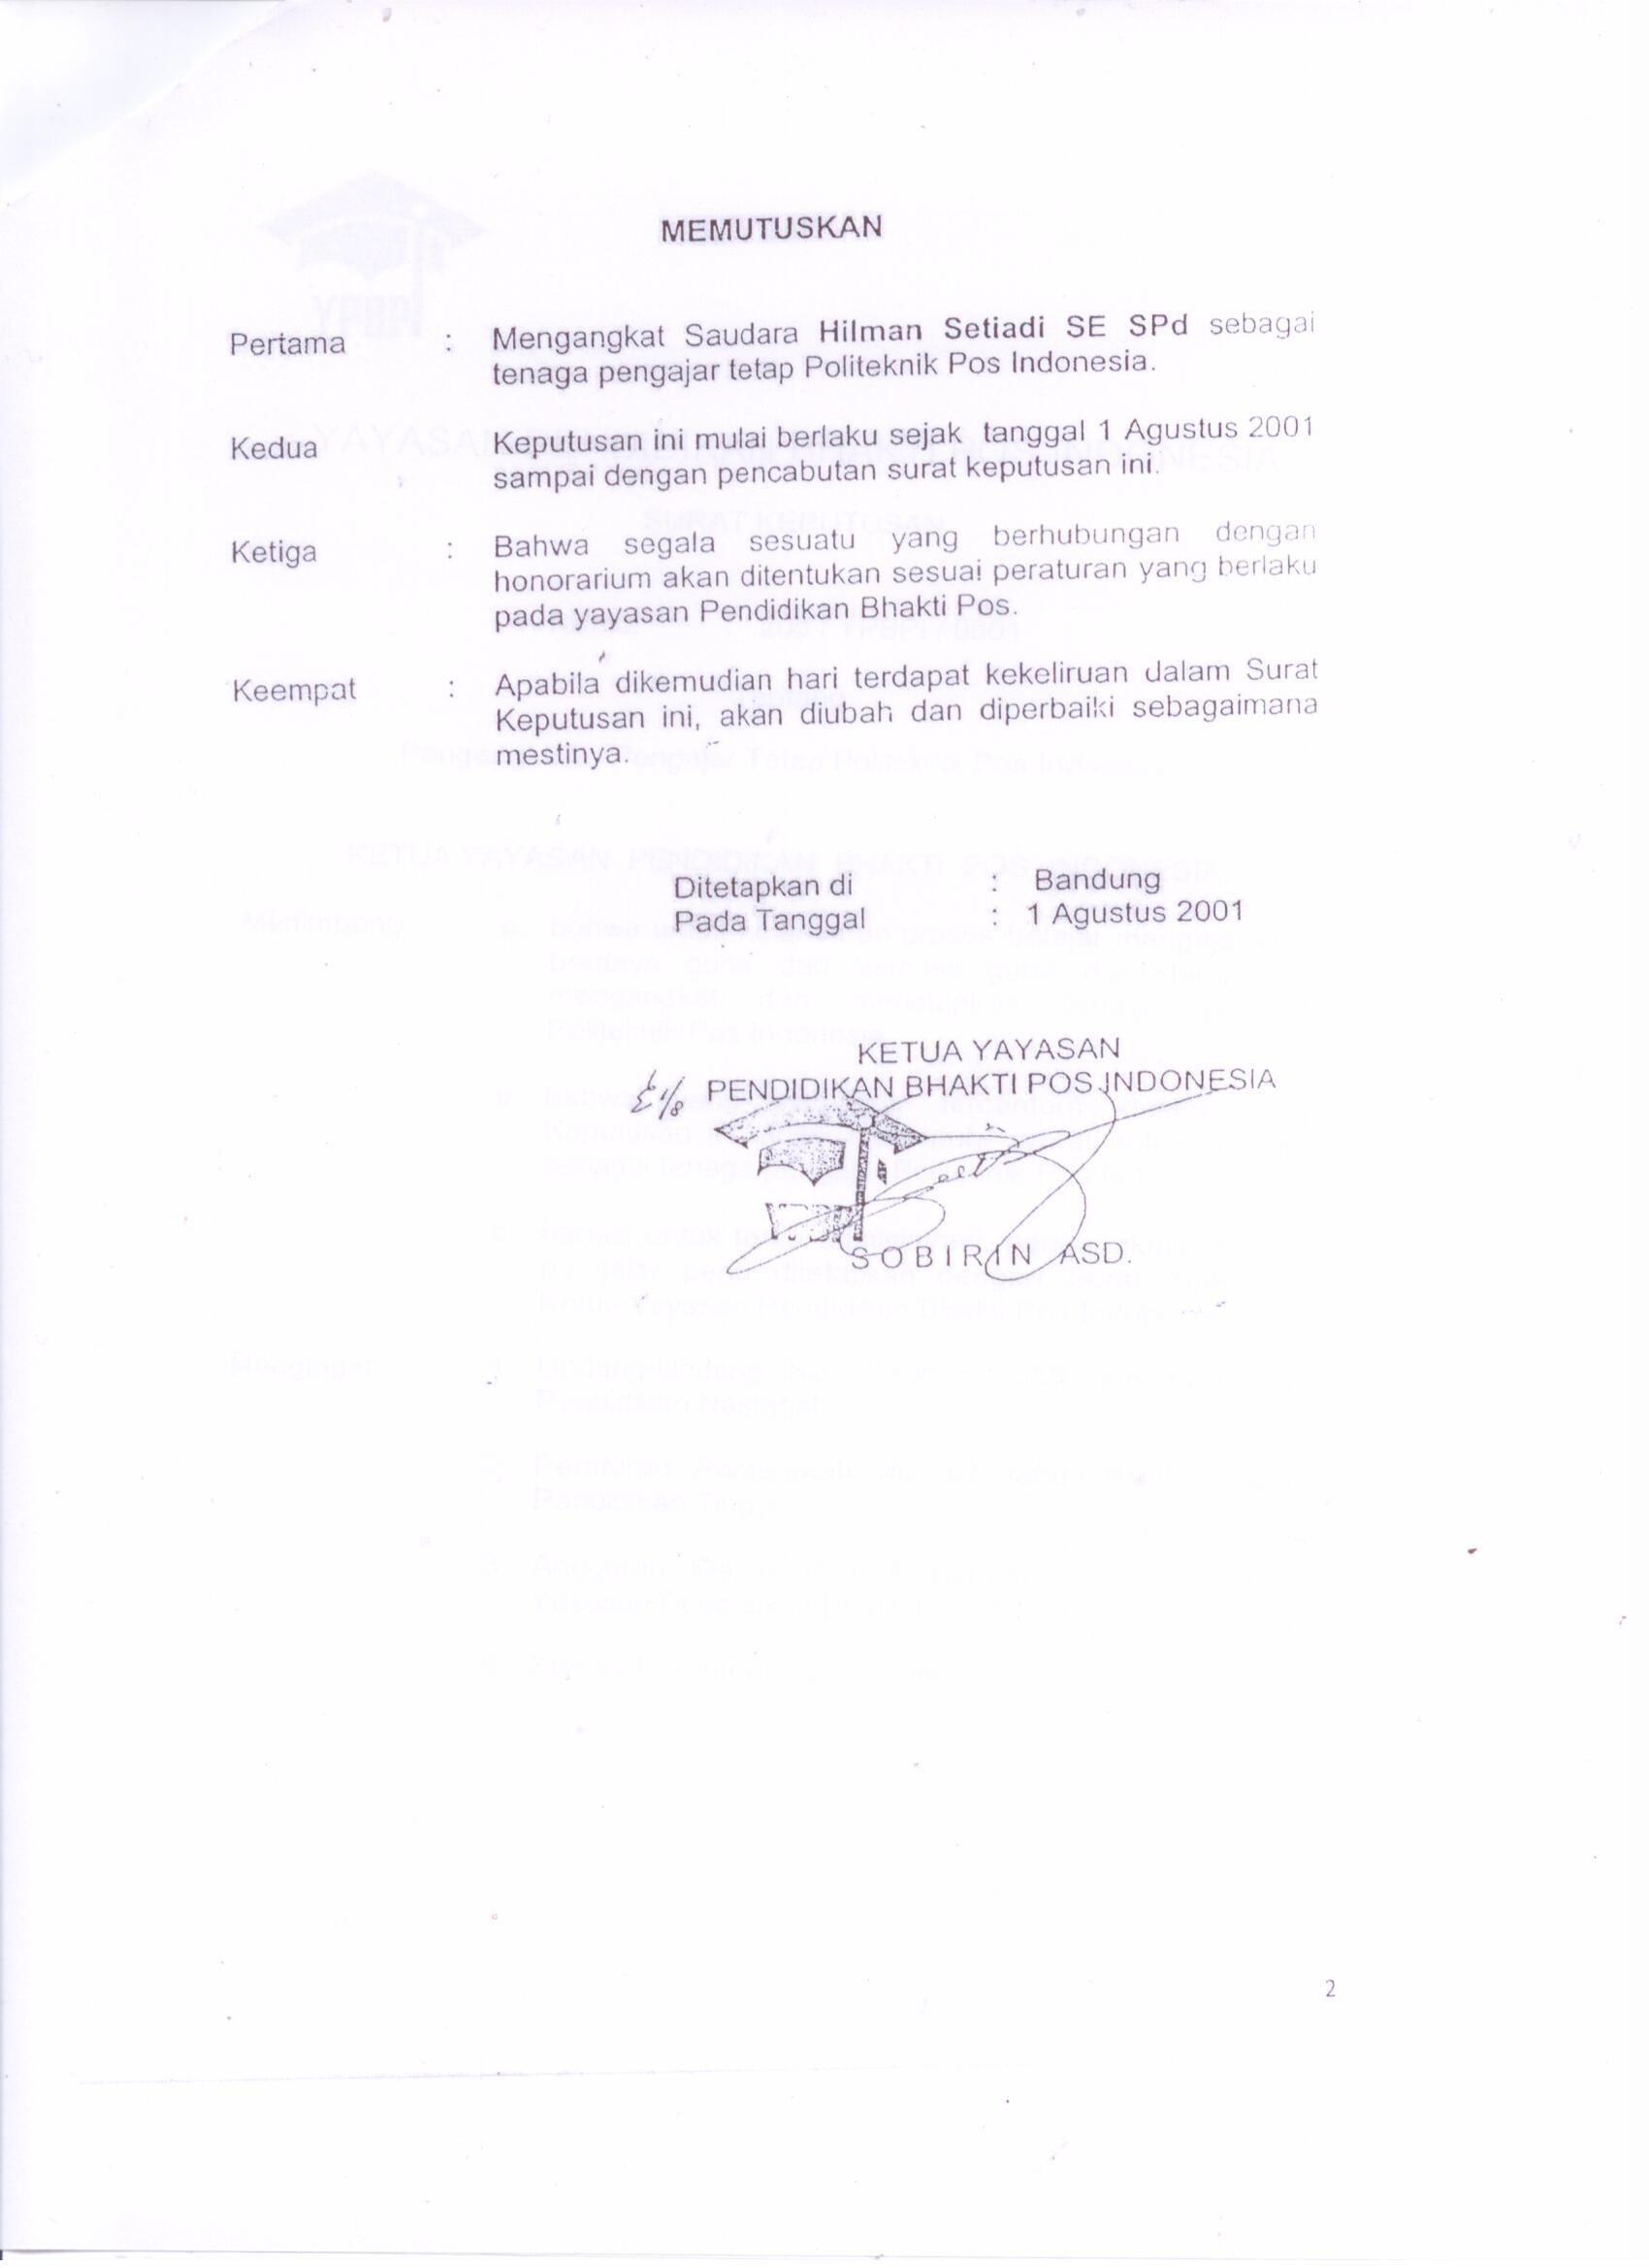 MEMUTUSKAN
Pertama : Mengangkat Saudara Hilman Setiadi SE SPd sebagai
tenaga pengajar tetap Politeknik Pos Indonesia.
Kedua Keputusan ini mulai berlaku sejak tanggal 1 Agustus 2001
sampai dengan pencabutan surat keputusan ini.
Ketiga : Bahwa segala sesuatu yang berhubungan dengan
honorarium akan ditentukan sesuai peraturan yang berlaku
pada yayasan Pendidikan Bhakti Pos.
Keempat : Apabila dikemudian hari terdapat kekeliruan dalam Surat
Keputusan ini, akan diubah dan diperbaiki sebagaimana
mestinya.
Ditetapkan di : Bandung
Pada Tanggal : 1 Agustus 2001
KETUA YAYASAN
PENDIDIKAN BHAKTI POS INDONESIA
SOBIRIN ASD.
2